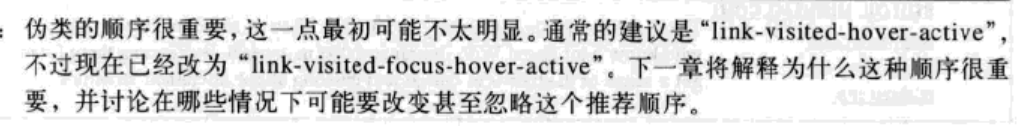 ：伪类的顺序很重要，这一点最初可能不太明显。通常的建议是“link-visited-hover-active”，
不过现在已经改为“link-visited-focus-hover-active”。下一章将解释为什么这种顺序很重
要，并讨论在哪些情况下可能要改变甚至忽略这个推荐顺序。